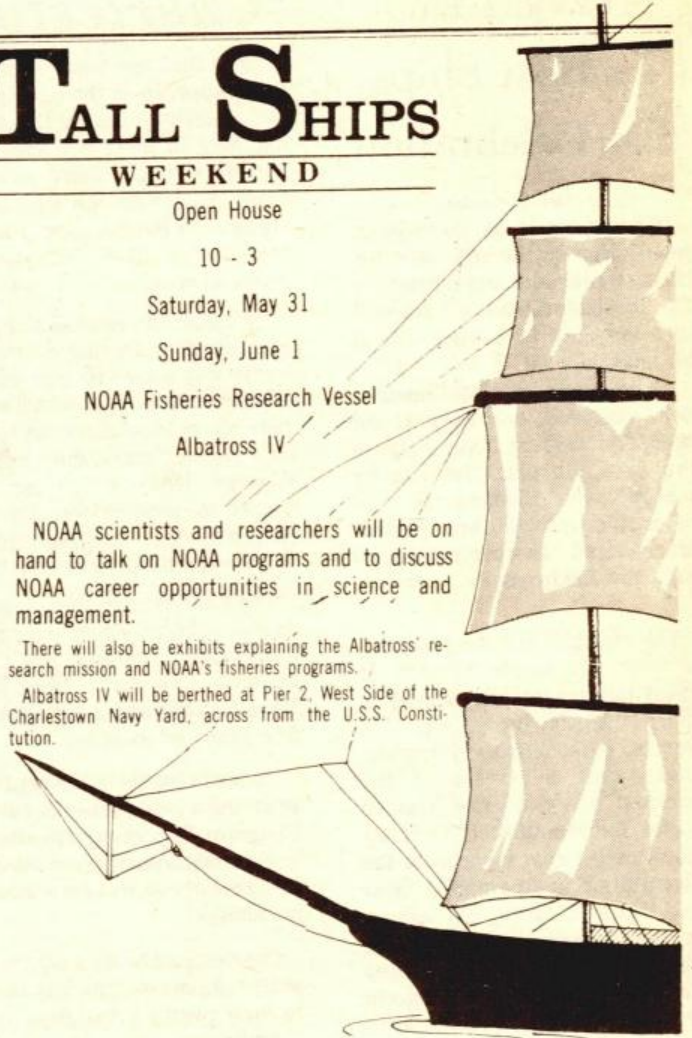 TALL SHIPS
WEEKEND
Open House
10 - 3
Saturday, May 31
Sunday, June 1
NOAA Fisheries Research Vessel
Albatross IV
NOAA scientists and researchers will be on
hand to talk on NOAA programs and to discuss
NOAA career opportunities in science and
management.
There will also be exhibits explaining the Albatross' re-
search mission and NOAA's fisheries programs.
Albatross IV will be berthed at Pier 2, West Side of the
Charlestown Navy Yard, across from the U.S.S. Consti-
tution.